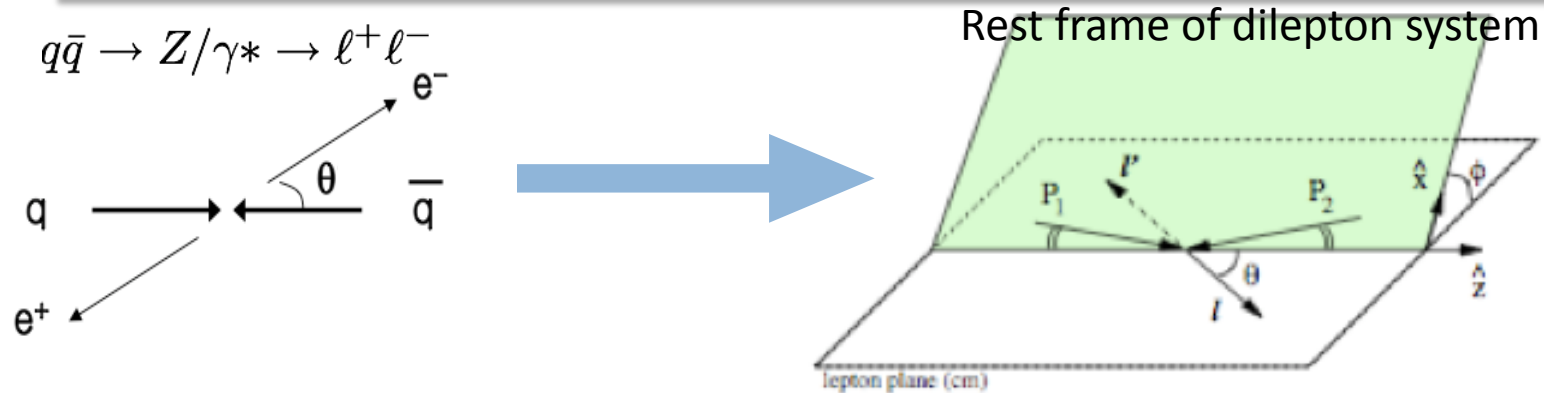 Rest frame of dilepton system
qq̄ → Z/γ* → ℓ⁺ℓ⁻
e⁻
θ
q
q̄
e⁺
P₁
l'
P₂
x̂
ϕ
θ
l
ẑ
lepton plane (cm)